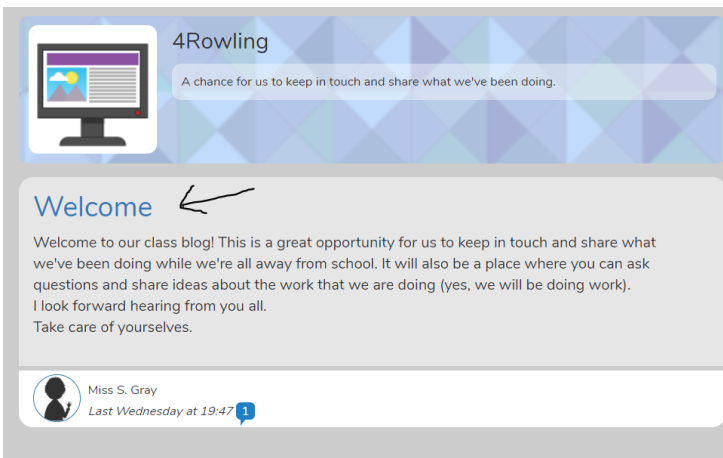 4Rowling
A chance for us to keep in touch and share what we've been doing.
Welcome
Welcome to our class blog! This is a great opportunity for us to keep in touch and share what
we've been doing while we're all away from school. It will also be a place where you can ask
questions and share ideas about the work that we are doing (yes, we will be doing work).
I look forward hearing from you all.
Take care of yourselves.
Miss S. Gray
Last Wednesday at 19:47 1